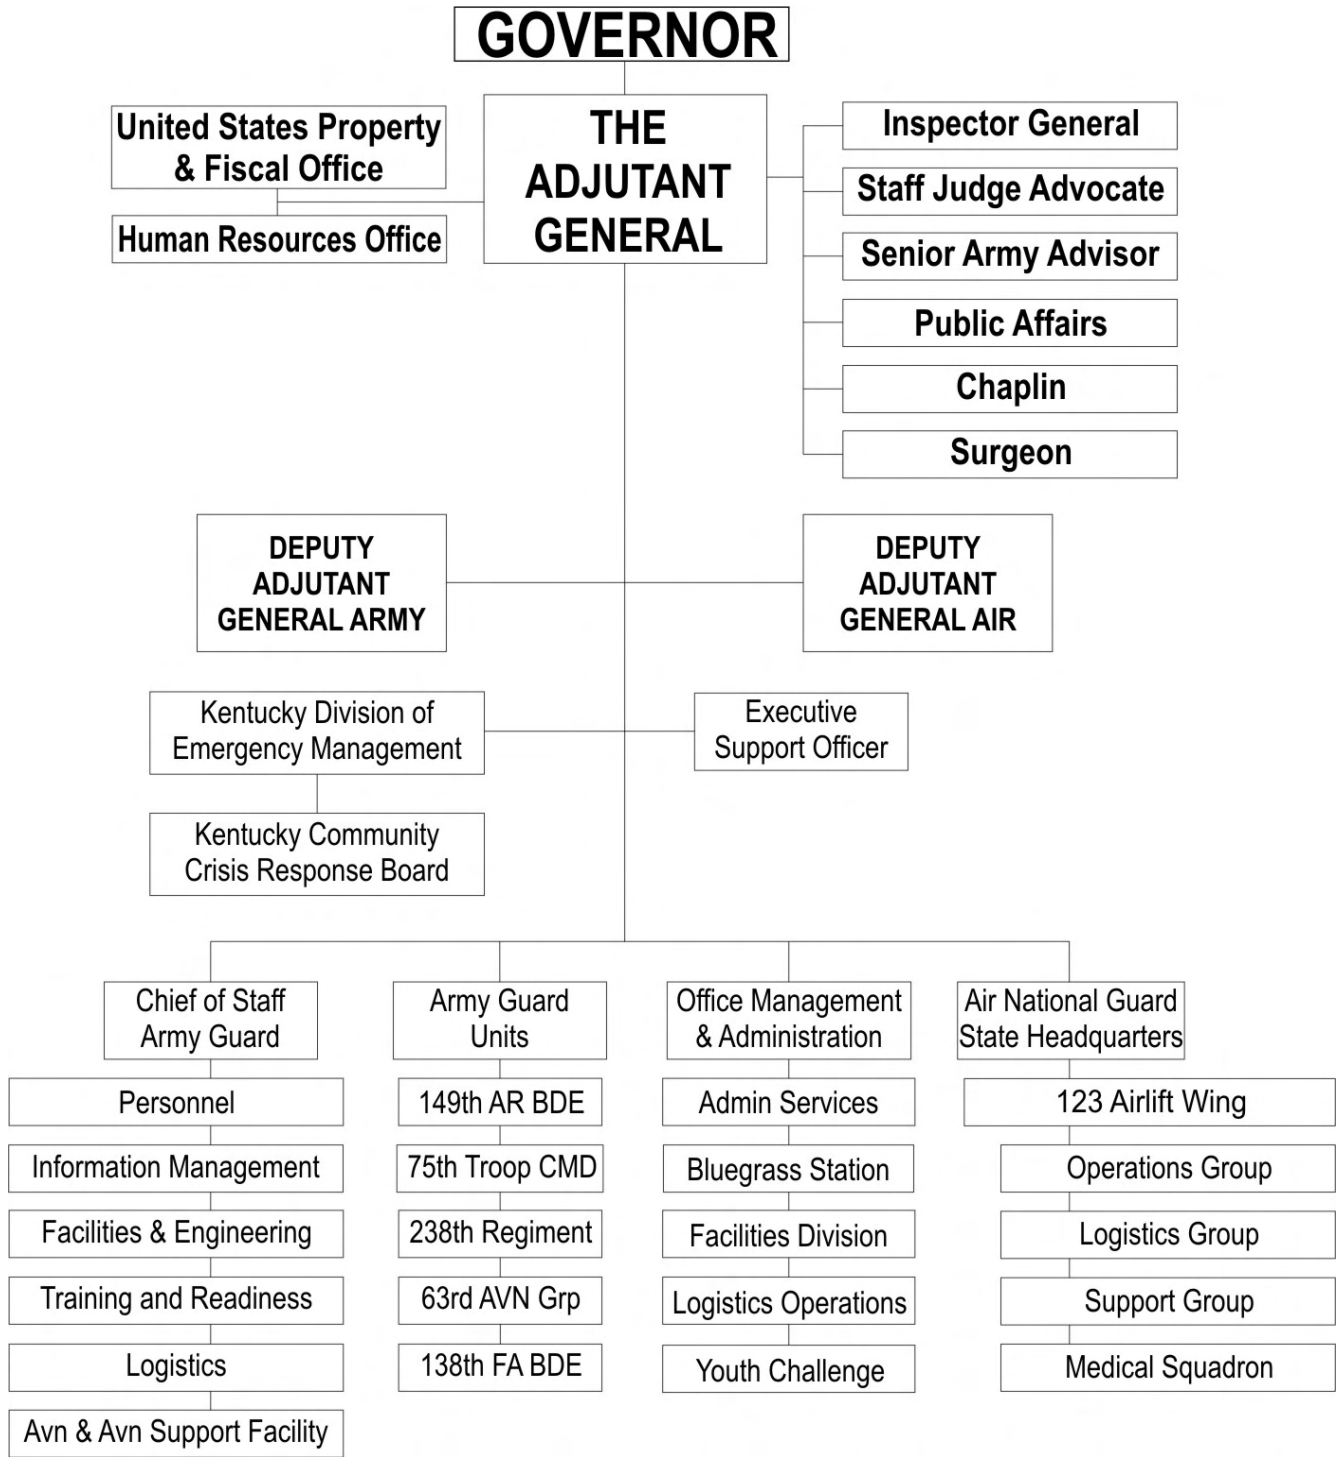 GOVERNOR
THE
ADJUTANT
GENERAL
United States Property
& Fiscal Office
Human Resources Office
Inspector General
Staff Judge Advocate
Senior Army Advisor
Public Affairs
Chaplin
Surgeon
DEPUTY
ADJUTANT
GENERAL ARMY
DEPUTY
ADJUTANT
GENERAL AIR
Kentucky Division of
Emergency Management
Executive
Support Officer
Kentucky Community
Crisis Response Board
Chief of Staff
Army Guard
Personnel
Information Management
Facilities & Engineering
Training and Readiness
Logistics
Avn & Avn Support Facility
Army Guard
Units
149th AR BDE
75th Troop CMD
238th Regiment
63rd AVN Grp
138th FA BDE
Office Management
& Administration
Admin Services
Bluegrass Station
Facilities Division
Logistics Operations
Youth Challenge
Air National Guard
State Headquarters
123 Airlift Wing
Operations Group
Logistics Group
Support Group
Medical Squadron